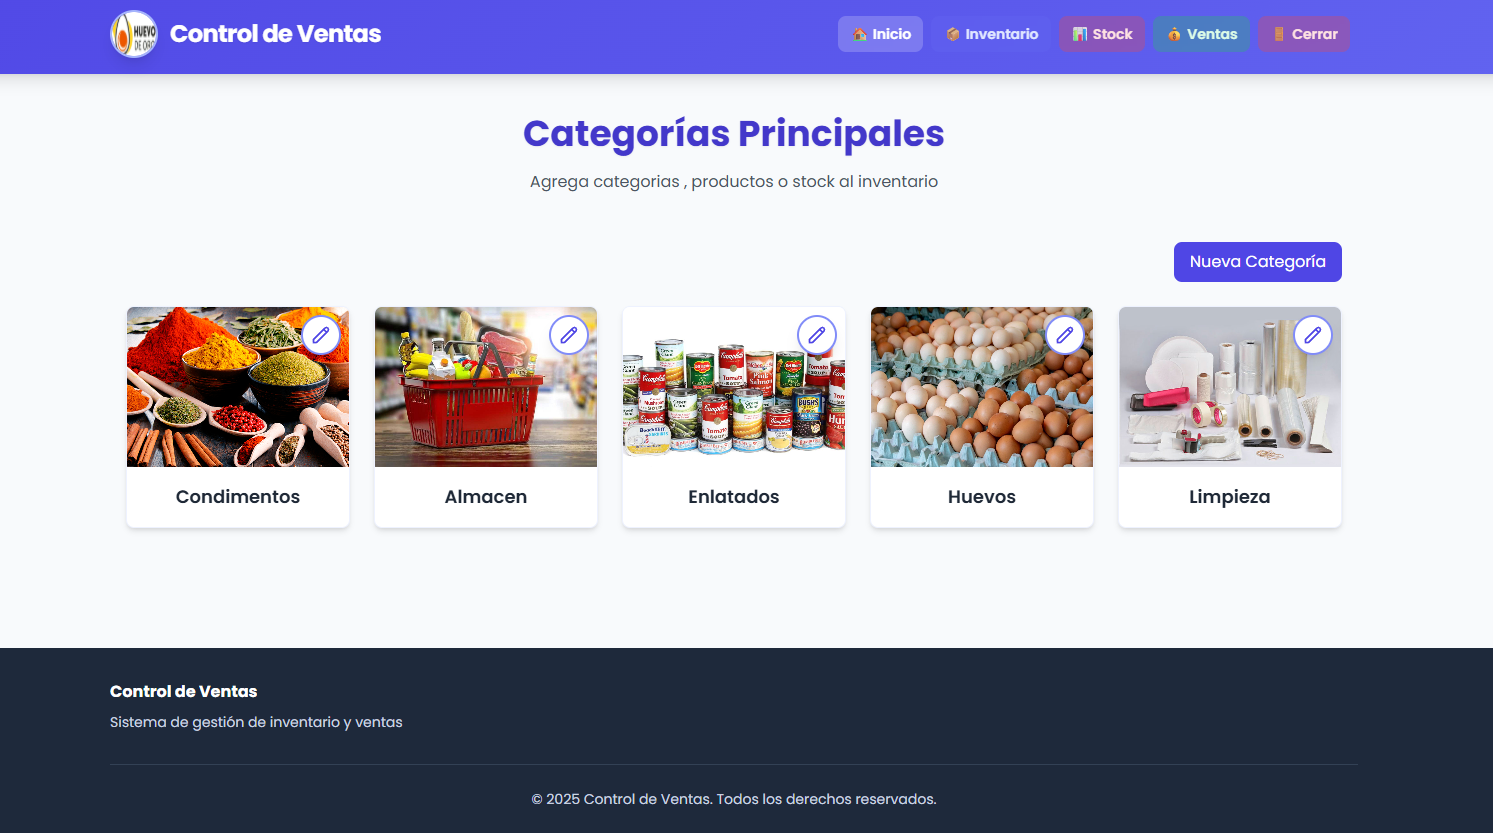 HUEVO
DE ORO
Control de Ventas
Inicio
Inventario
Stock
Ventas
Cerrar
Categorías Principales
Agrega categorias , productos o stock al inventario
Nueva Categoría
Campbell's
Tomato
Condimentos
Almacen
Enlatados
Huevos
Limpieza
Control de Ventas
Sistema de gestión de inventario y ventas
© 2025 Control de Ventas. Todos los derechos reservados.